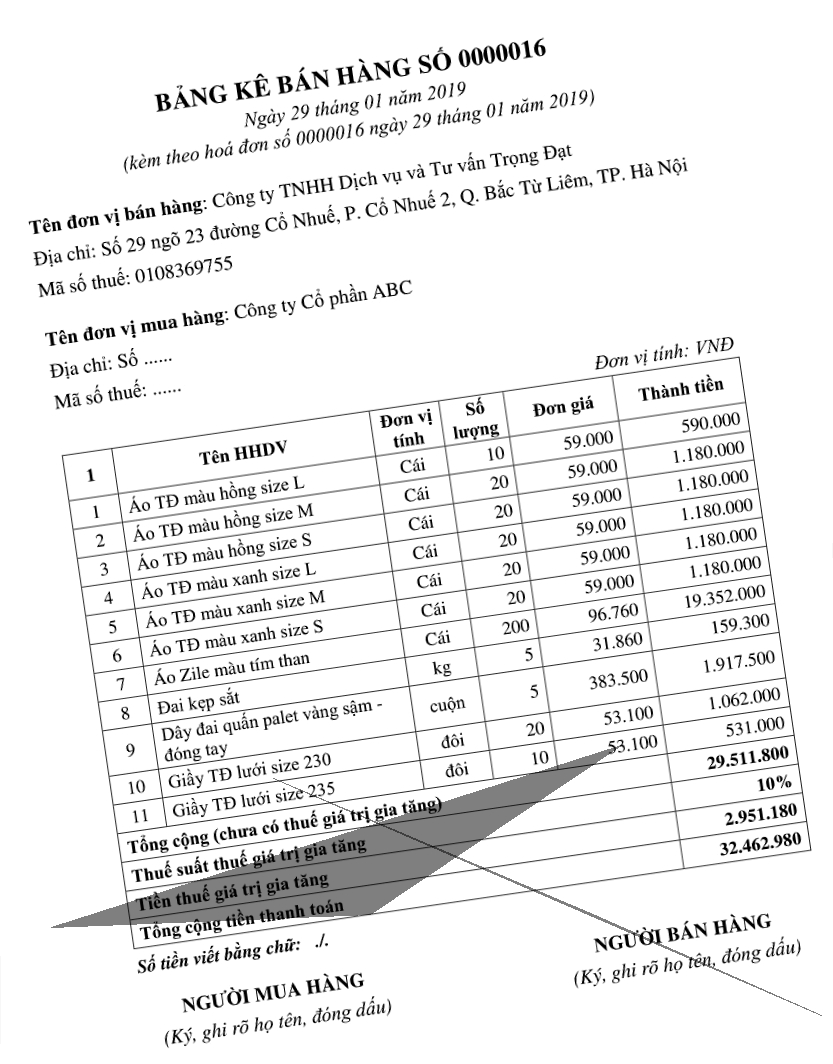 BẢNG KÊ BÁN HÀNG SỐ 0000016
Ngày 29 tháng 01 năm 2019
(kèm theo hoá đơn số 0000016 ngày 29 tháng 01 năm 2019)
Tên đơn vị bán hàng: Công ty TNHH Dịch vụ và Tư vấn Trọng Đạt
Địa chỉ: Số 29 ngõ 23 đường Cổ Nhuế, P. Cổ Nhuế 2, Q. Bắc Từ Liêm, TP. Hà Nội
Mã số thuế: 0108369755
Tên đơn vị mua hàng: Công ty Cổ phần ABC
Địa chỉ: Số ......
Mã số thuế: ......
Đơn vị tính: VNĐ
1 Tên HHDV Đơn vị tính Số lượng Đơn giá Thành tiền
1 Áo TĐ màu hồng size L Cái 10 59.000 590.000
2 Áo TĐ màu hồng size M Cái 20 59.000 1.180.000
3 Áo TĐ màu hồng size S Cái 20 59.000 1.180.000
4 Áo TĐ màu xanh size L Cái 20 59.000 1.180.000
5 Áo TĐ màu xanh size M Cái 20 59.000 1.180.000
6 Áo TĐ màu xanh size S Cái 20 59.000 1.180.000
7 Áo Zile màu tím than Cái 200 96.760 19.352.000
8 Đai kẹp sắt kg 5 31.860 159.300
9 Dây đai quấn palet vàng sậm - đóng tay cuộn 5 383.500 1.917.500
10 Giầy TĐ lưới size 230 đôi 20 53.100 1.062.000
11 Giầy TĐ lưới size 235 đôi 10 53.100 531.000
Tổng cộng (chưa có thuế giá trị gia tăng) 29.511.800
Thuế suất thuế giá trị gia tăng 10%
Tiền thuế giá trị gia tăng 2.951.180
Tổng cộng tiền thanh toán 32.462.980
Số tiền viết bằng chữ: ./.
NGƯỜI MUA HÀNG
(Ký, ghi rõ họ tên, đóng dấu)
NGƯỜI BÁN HÀNG
(Ký, ghi rõ họ tên, đóng dấu)